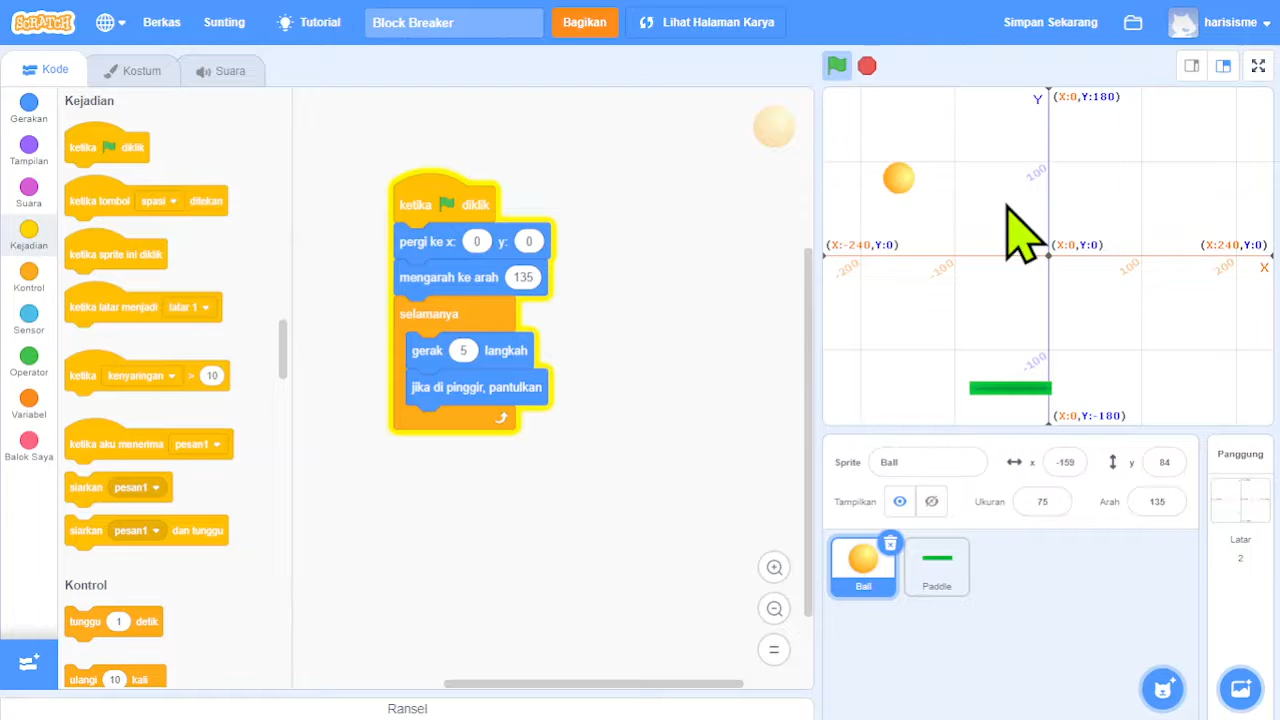 SCRATCH Berkas Sunting Tutorial Block Breaker Bagikan Lihat Halaman Karya Simpan Sekarang harisisme
Kode Kostum Suara
Gerakan
Tampilan
Suara
Kejadian
Kontrol
Sensor
Operator
Variabel
Balok Saya
Kejadian
ketika diklik
ketika tombol spasi ditekan
ketika sprite ini diklik
ketika latar menjadi latar 1
ketika kenyaringan > 10
ketika aku menerima pesan1
siarkan pesan1
siarkan pesan1 dan tunggu
Kontrol
tunggu 1 detik
ulangi 10 kali
ketika diklik
pergi ke x: 0 y: 0
mengarah ke arah 135
selamanya
gerak 5 langkah
jika di pinggir, pantulkan
Y (X:0,Y:180)
100
(X:-240,Y:0) (X:0,Y:0) (X:240,Y:0)
-200 -100 100 200 X
-100
(X:0,Y:-180)
Sprite Ball x -159 y 84
Tampilkan Ukuran 75 Arah 135
Ball Paddle
Panggung
Latar
2
Ransel